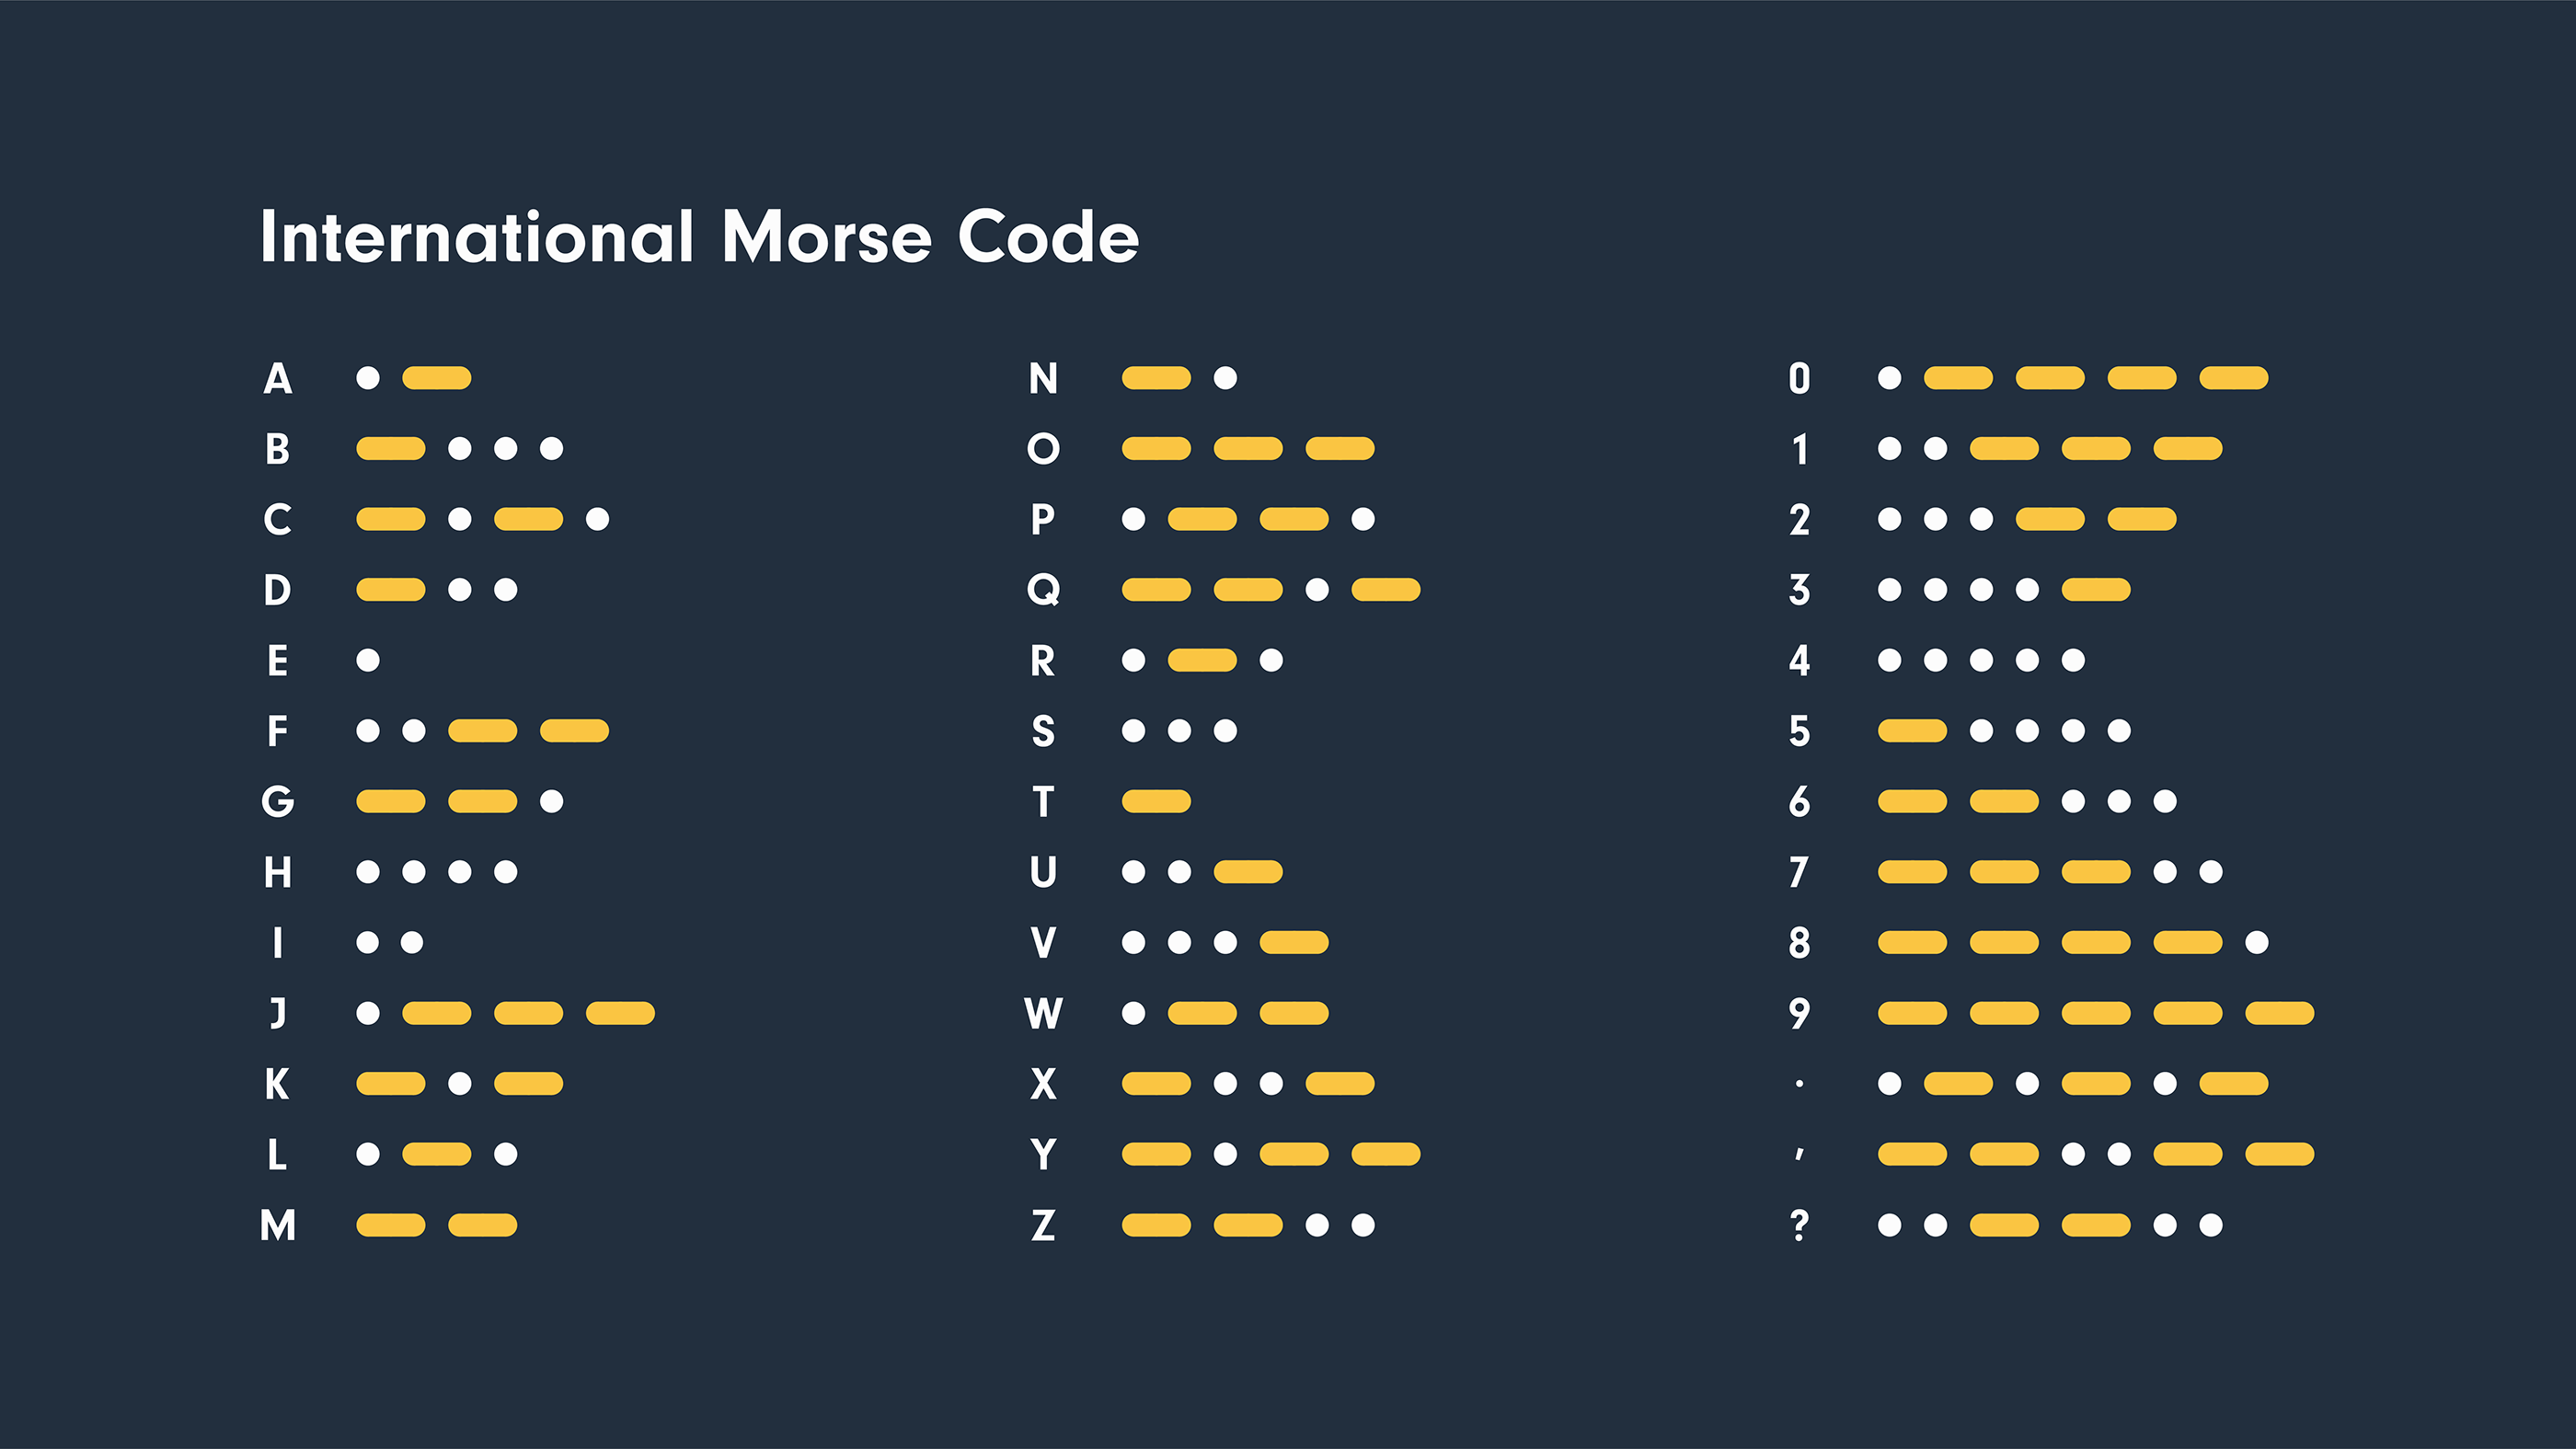 International Morse Code
A • —
B — • • •
C — • — •
D — • •
E •
F • • — —
G — — •
H • • • •
I • •
J • — — —
K — • —
L • — •
M — —
N — •
O — — —
P • — — •
Q — — • —
R • — •
S • • •
T —
U • • —
V • • • —
W • — —
X — • • —
Y — • — —
Z — — • •
0 • — — — —
1 • • — — —
2 • • • — —
3 • • • • —
4 • • • • •
5 — • • • •
6 — — • • •
7 — — — • •
8 — — — — •
9 — — — — —
. • — • — • —
, — — • • — —
? • • — — • •